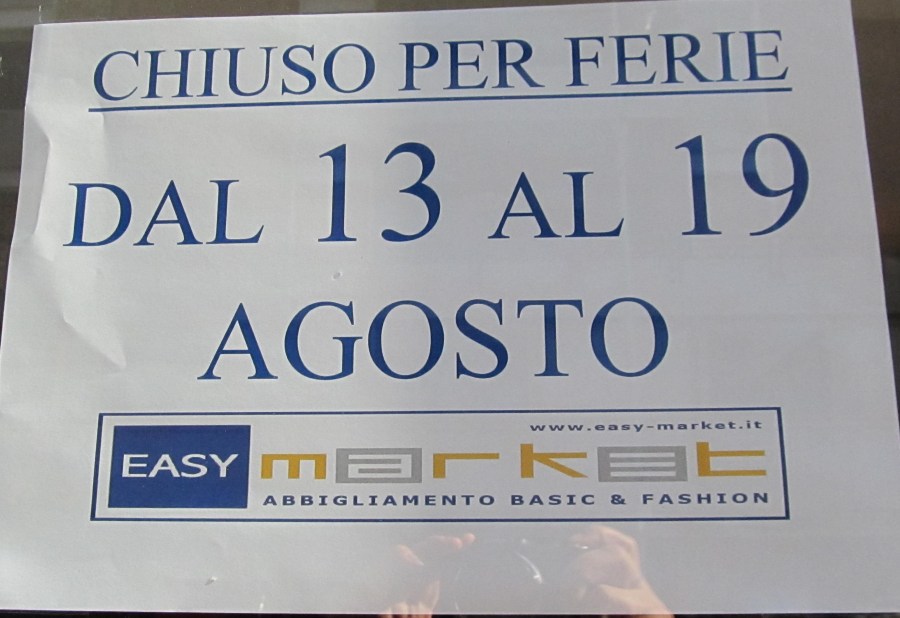 CHIUSO PER FERIE
DAL 13 AL 19
AGOSTO
www.easy-market.it
EASY market
ABBIGLIAMENTO BASIC & FASHION